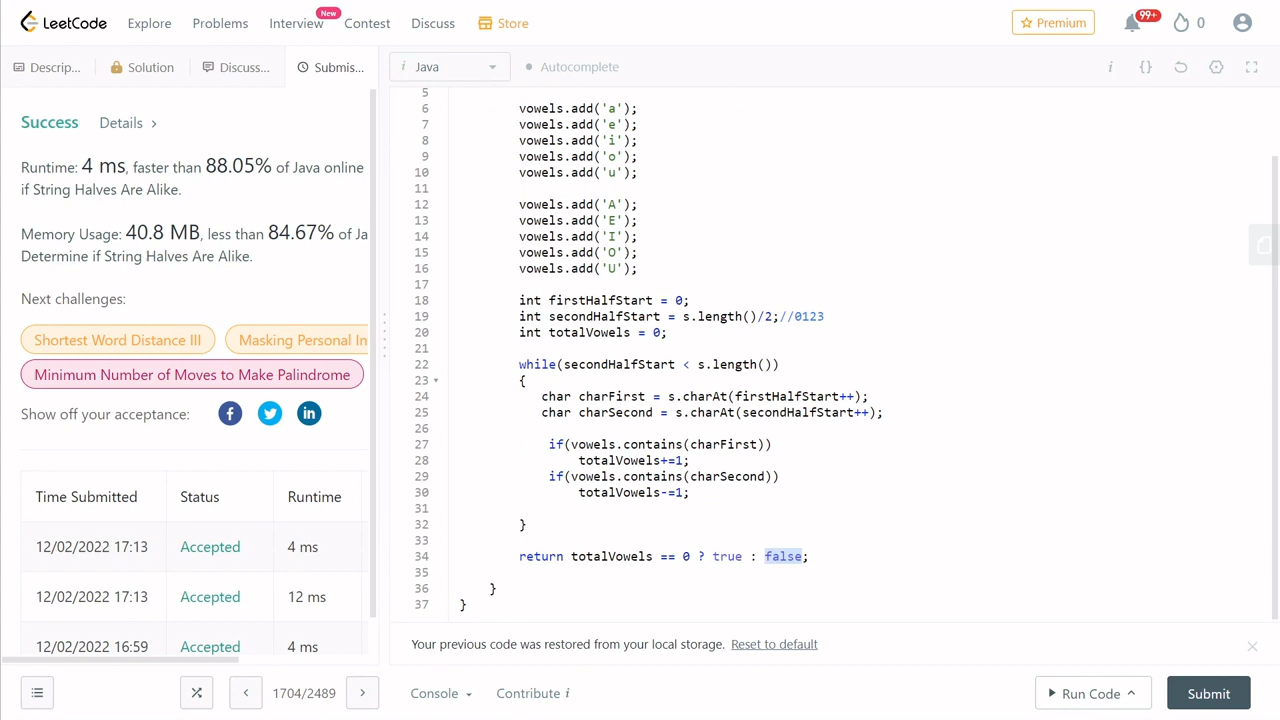 LeetCode
Explore
Problems
Interview
New
Contest
Discuss
Store
Premium
99+
0
Descrip...
Solution
Discuss...
Submis...
i Java
Autocomplete
Success
Details >
Runtime: 4 ms, faster than 88.05% of Java online
if String Halves Are Alike.
Memory Usage: 40.8 MB, less than 84.67% of Ja
Determine if String Halves Are Alike.
Next challenges:
Shortest Word Distance III
Masking Personal In
Minimum Number of Moves to Make Palindrome
Show off your acceptance:
Time Submitted Status Runtime
12/02/2022 17:13 Accepted 4 ms
12/02/2022 17:13 Accepted 12 ms
12/02/2022 16:59 Accepted 4 ms
5
6 vowels.add('a');
7 vowels.add('e');
8 vowels.add('i');
9 vowels.add('o');
10 vowels.add('u');
11
12 vowels.add('A');
13 vowels.add('E');
14 vowels.add('I');
15 vowels.add('O');
16 vowels.add('U');
17
18 int firstHalfStart = 0;
19 int secondHalfStart = s.length()/2;//0123
20 int totalVowels = 0;
21
22 while(secondHalfStart < s.length())
23 {
24 char charFirst = s.charAt(firstHalfStart++);
25 char charSecond = s.charAt(secondHalfStart++);
26
27 if(vowels.contains(charFirst))
28 totalVowels+=1;
29 if(vowels.contains(charSecond))
30 totalVowels-=1;
31
32 }
33
34 return totalVowels == 0 ? true : false;
35
36 }
37 }
Your previous code was restored from your local storage. Reset to default
1704/2489
Console
Contribute i
Run Code
Submit